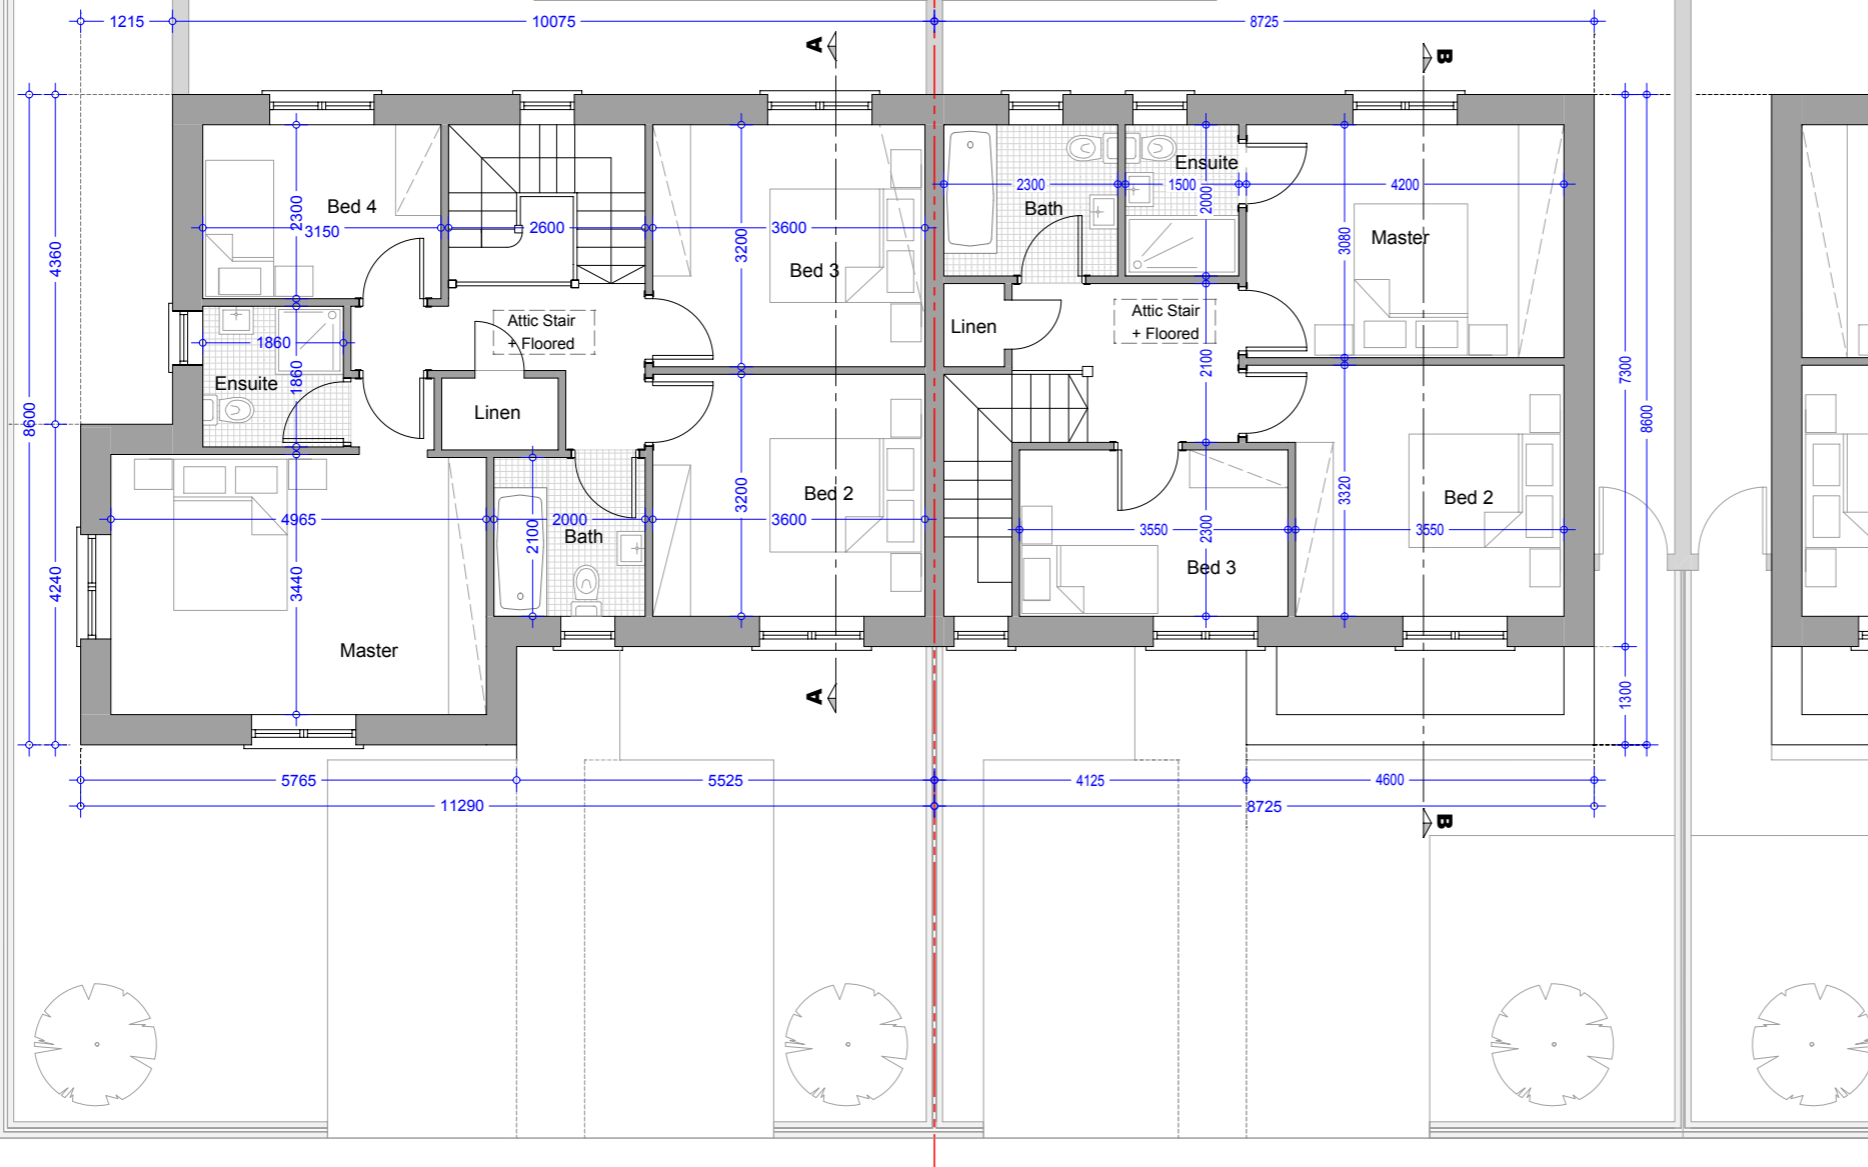 1215
10075
8725
A
B
Bed 4
2300
3150
2600
3200
3600
Bed 3
2300
Bath
Ensuite
1500
2000
4200
3080
Master
4360
8600
4240
1860
1860
Ensuite
Attic Stair
+ Floored
Linen
Linen
Attic Stair
+ Floored
2100
7300
8600
4965
3440
Master
2100
2000
Bath
3200
3600
Bed 2
3550
2300
Bed 3
3320
3550
Bed 2
1300
A
5765
5525
4125
4600
11290
8725
B